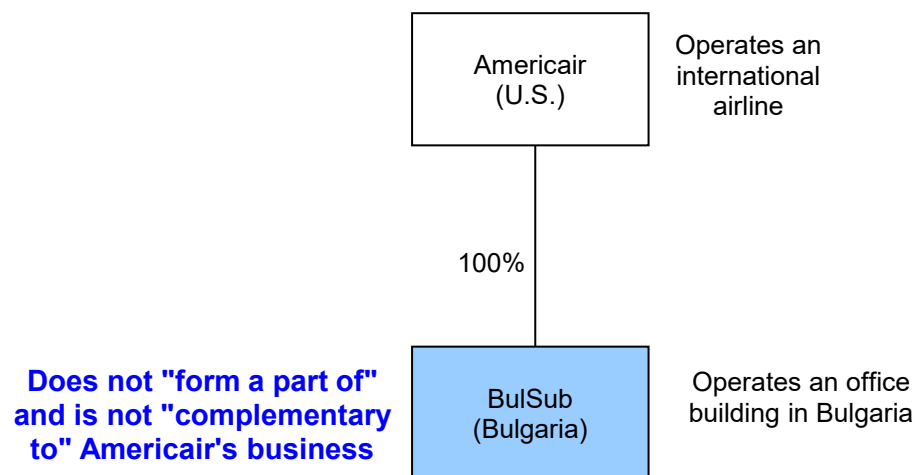 Americair
(U.S.)
Operates an
international
airline
100%
Does not "form a part of"
and is not "complementary
to" Americair's business
BulSub
(Bulgaria)
Operates an office
building in Bulgaria